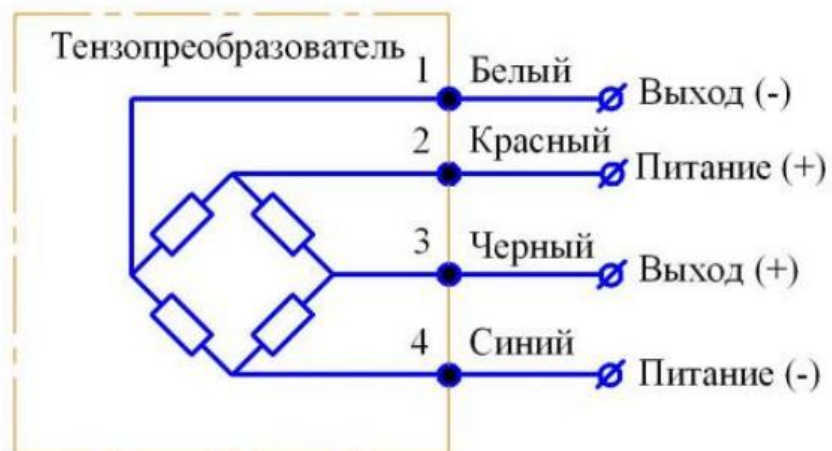 Тензопреобразователь
1 Белый Выход (-)
2 Красный Питание (+)
3 Черный Выход (+)
4 Синий Питание (-)